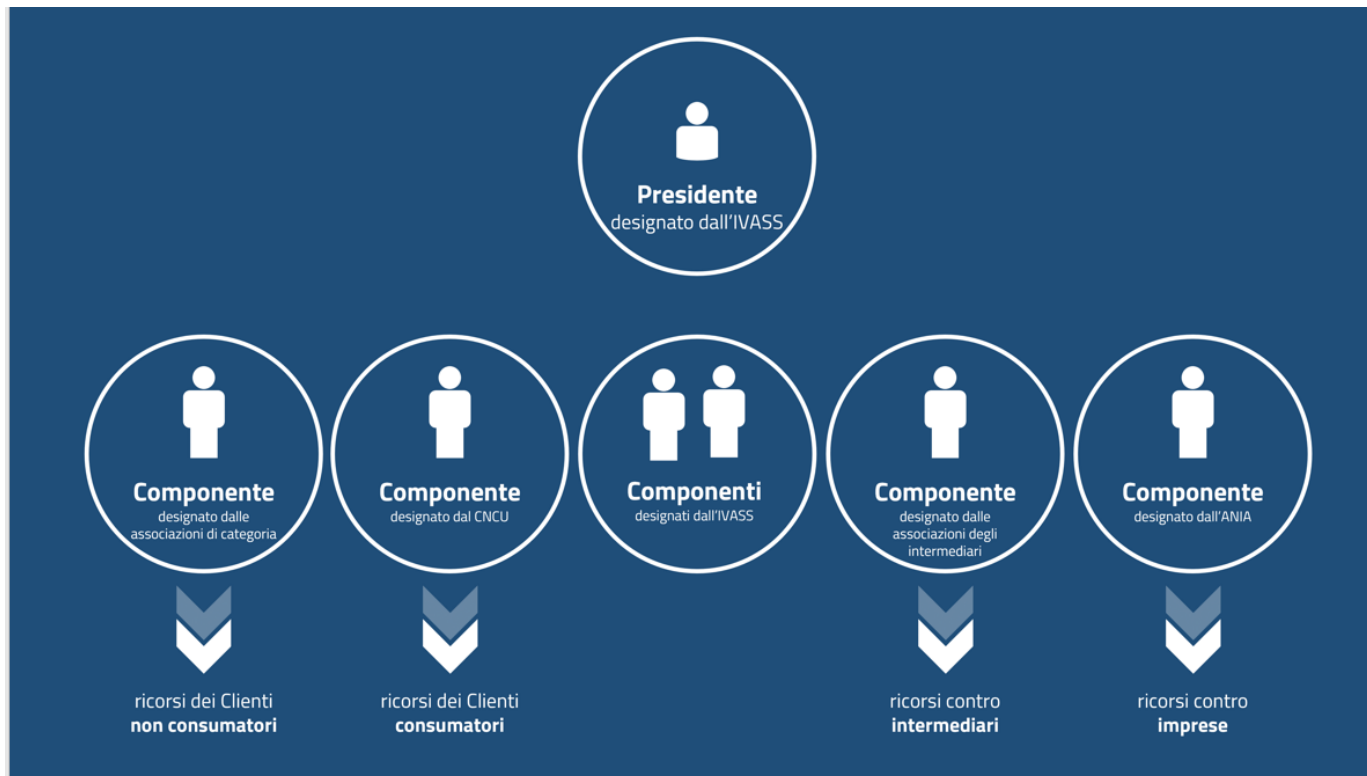 Presidente
designato dall'IVASS
Componente
designato dalle
associazioni di categoria
Componente
designato dal CNCU
Componenti
designati dall'IVASS
Componente
designato dalle
associazioni degli
intermediari
Componente
designato dall'ANIA
ricorsi dei Clienti
non consumatori
ricorsi dei Clienti
consumatori
ricorsi contro
intermediari
ricorsi contro
imprese